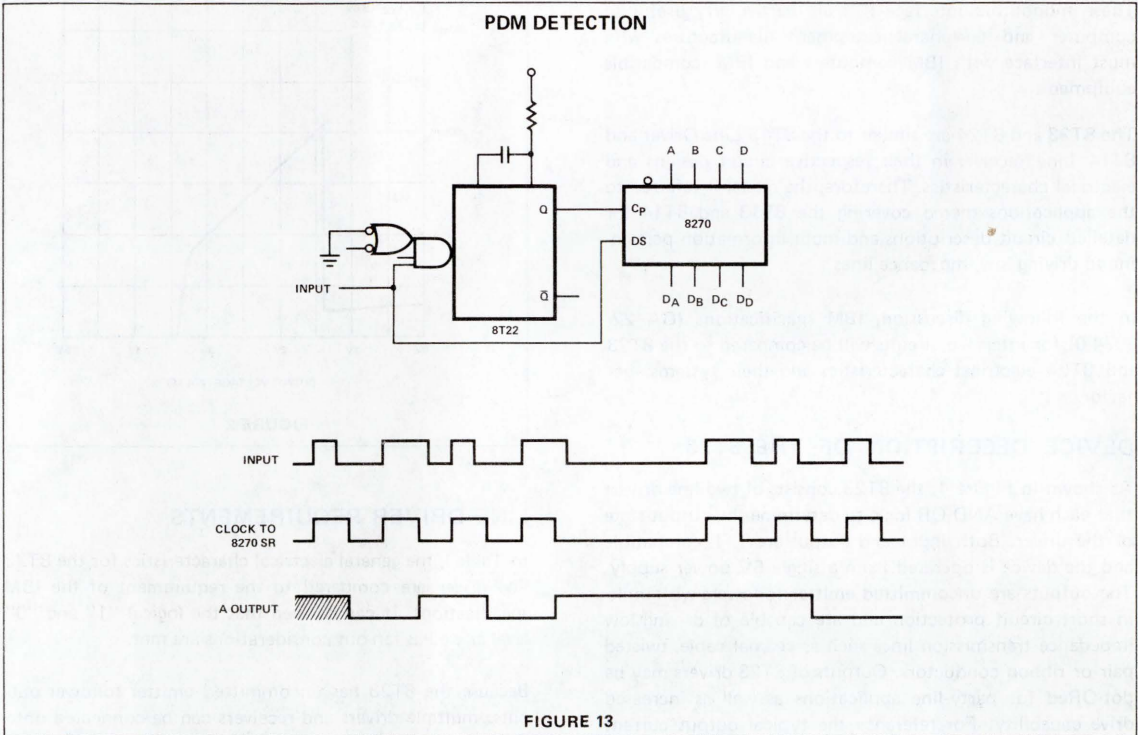 PDM DETECTION
A B C D
Q
CP
8270
DS
INPUT
DA DB DC DD
Q
8T22
INPUT
CLOCK TO
8270 SR
A OUTPUT
FIGURE 13